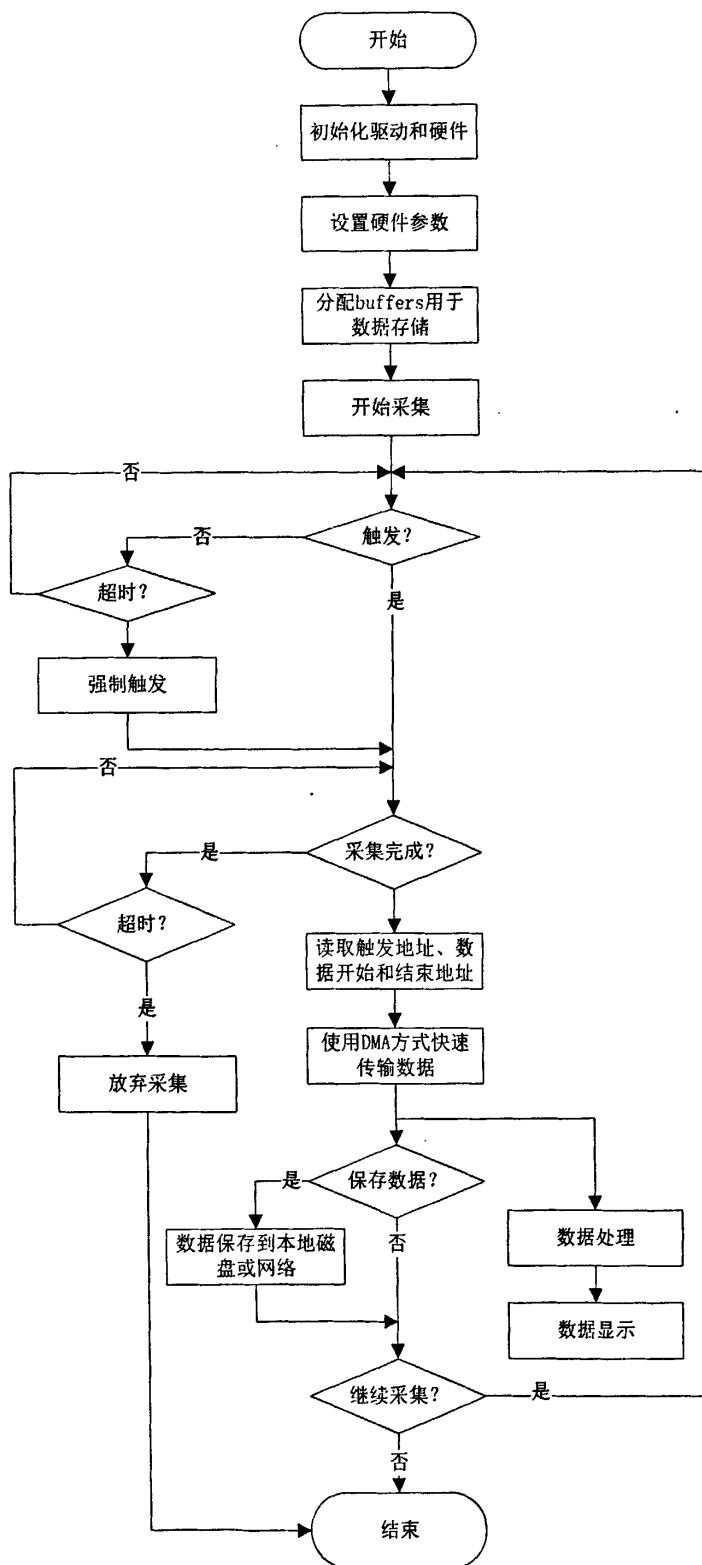 开始
初始化驱动和硬件
设置硬件参数
分配buffers用于
数据存储
开始采集
否
触发?
否
超时?
是
强制触发
否
采集完成?
是
超时?
读取触发地址、数
据开始和结束地址
是
使用DMA方式快速
传输数据
放弃采集
保存数据?
是
数据保存到本地磁
盘或网络
否
数据处理
数据显示
继续采集?
是
否
结束